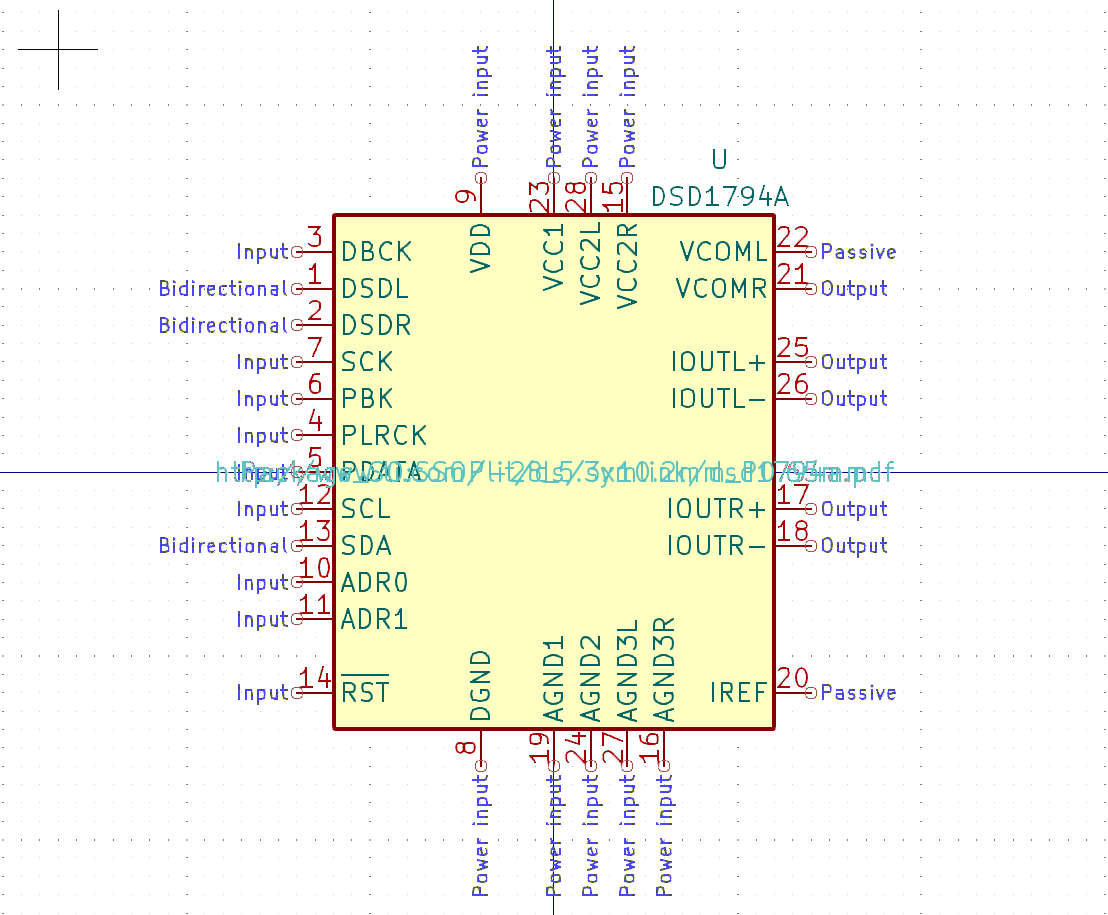 Power input Power input Power input Power input
U
DSD1794A
9 23 28 15
VDD VCC1 VCC2L VCC2R
Input 3 DBCK VCOML 22 Passive
Bidirectional 1 DSDL VCOMR 21 Output
Bidirectional 2 DSDR
Input 7 SCK IOUTL+ 25 Output
Input 6 PBK IOUTL− 26 Output
Input 4 PLRCK
Input 5 PDATA
Input 12 SCL IOUTR+ 17 Output
Bidirectional 13 SDA IOUTR− 18 Output
Input 10 ADR0
Input 11 ADR1
Input 14 RST IREF 20 Passive
DGND AGND1 AGND2 AGND3L AGND3R
8 19 24 27 16
Power input Power input Power input Power input Power input